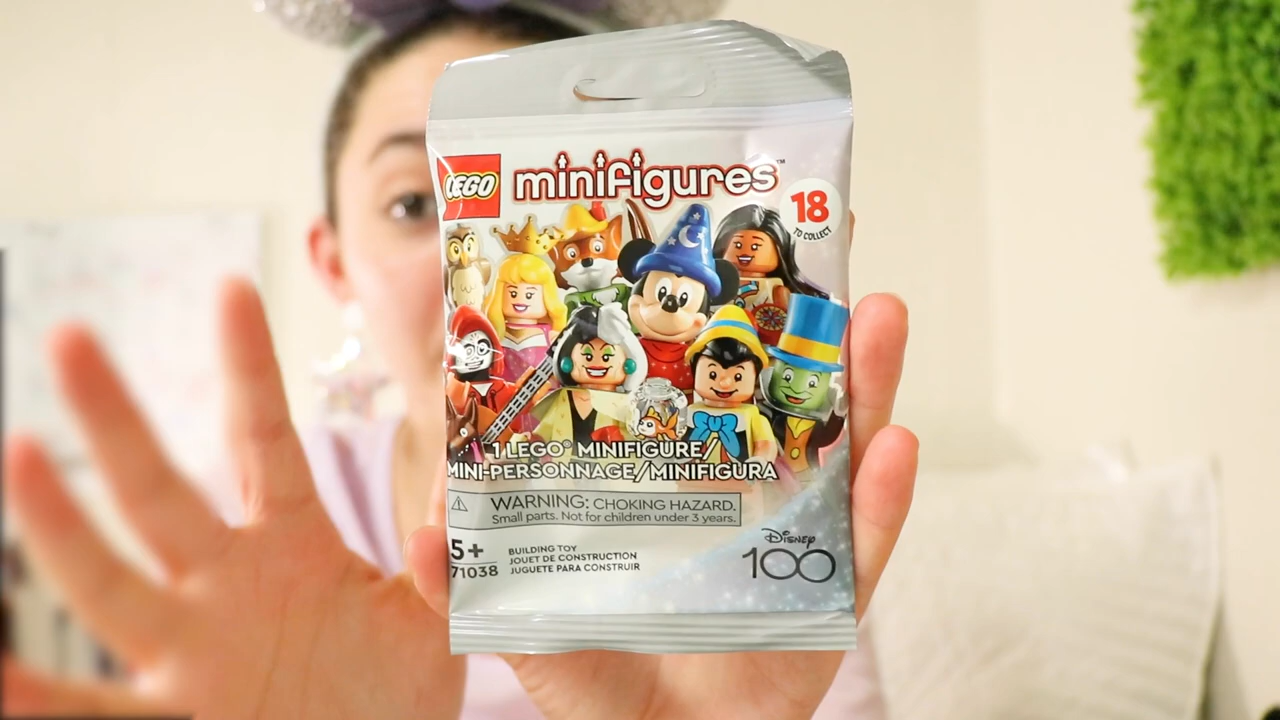 LEGO minifigures™
18
TO COLLECT
1 LEGO® MINIFIGURE/
MINI-PERSONNAGE/MINIFIGURA
WARNING: CHOKING HAZARD.
Small parts. Not for children under 3 years.
5+
71038
BUILDING TOY
JOUET DE CONSTRUCTION
JUGUETE PARA CONSTRUIR
Disney
100